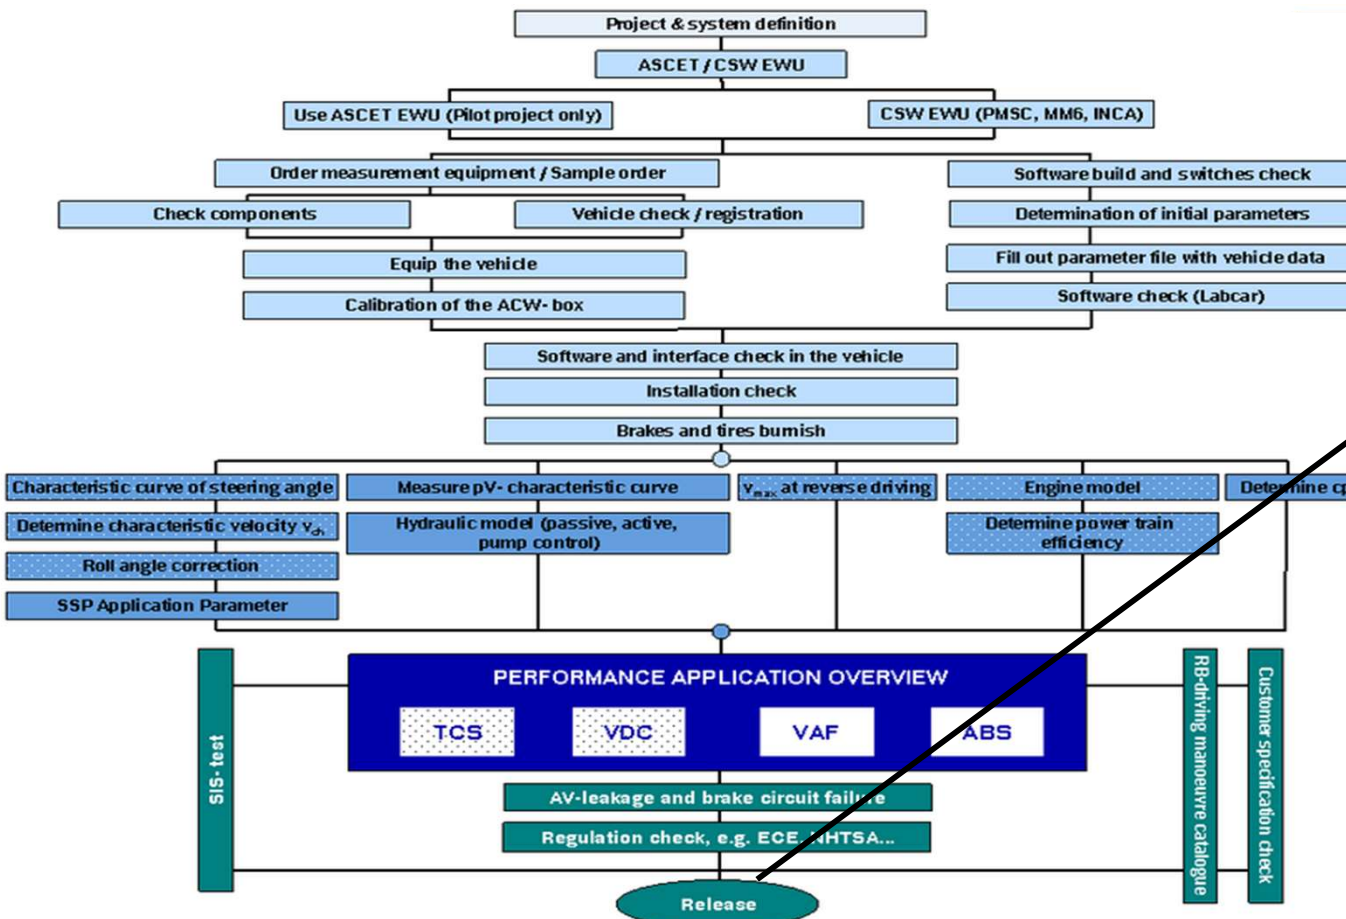 Project & system definition
ASCET / CSW EWU
Use ASCET EWU (Pilot project only)
CSW EWU (PMSC, MM6, INCA)
Order measurement equipment / Sample order
Software build and switches check
Check components
Vehicle check / registration
Determination of initial parameters
Equip the vehicle
Fill out parameter file with vehicle data
Calibration of the ACW- box
Software check (Labcar)
Software and interface check in the vehicle
Installation check
Brakes and tires burnish
Characteristic curve of steering angle
Measure pV- characteristic curve
vmax at reverse driving
Engine model
Determine cp
Determine characteristic velocity vch
Hydraulic model (passive, active,
pump control)
Determine power train
efficiency
Roll angle correction
SSP Application Parameter
PERFORMANCE APPLICATION OVERVIEW
TCS
VDC
VAF
ABS
SIS- test
RB-driving manoeuvre catalogue
Customer specification check
AV-leakage and brake circuit failure
Regulation check, e.g. ECE, NHTSA...
Release